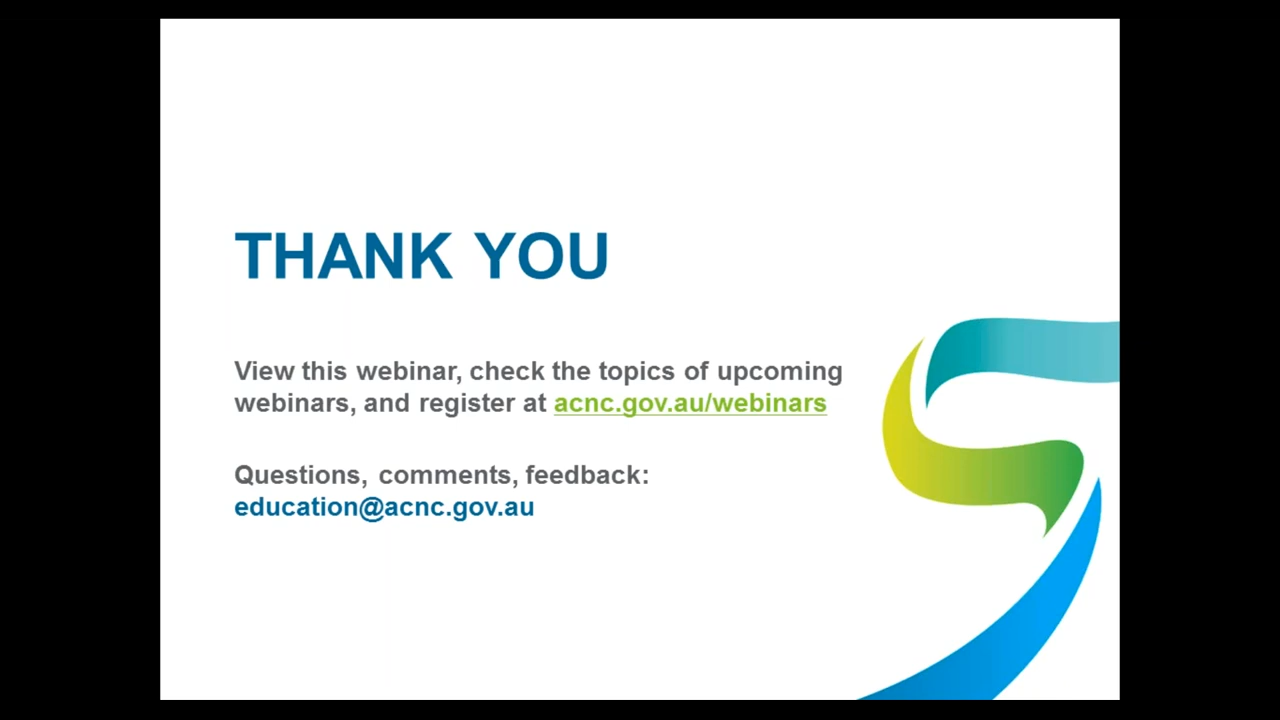 THANK YOU
View this webinar, check the topics of upcoming
webinars, and register at acnc.gov.au/webinars
Questions, comments, feedback:
education@acnc.gov.au